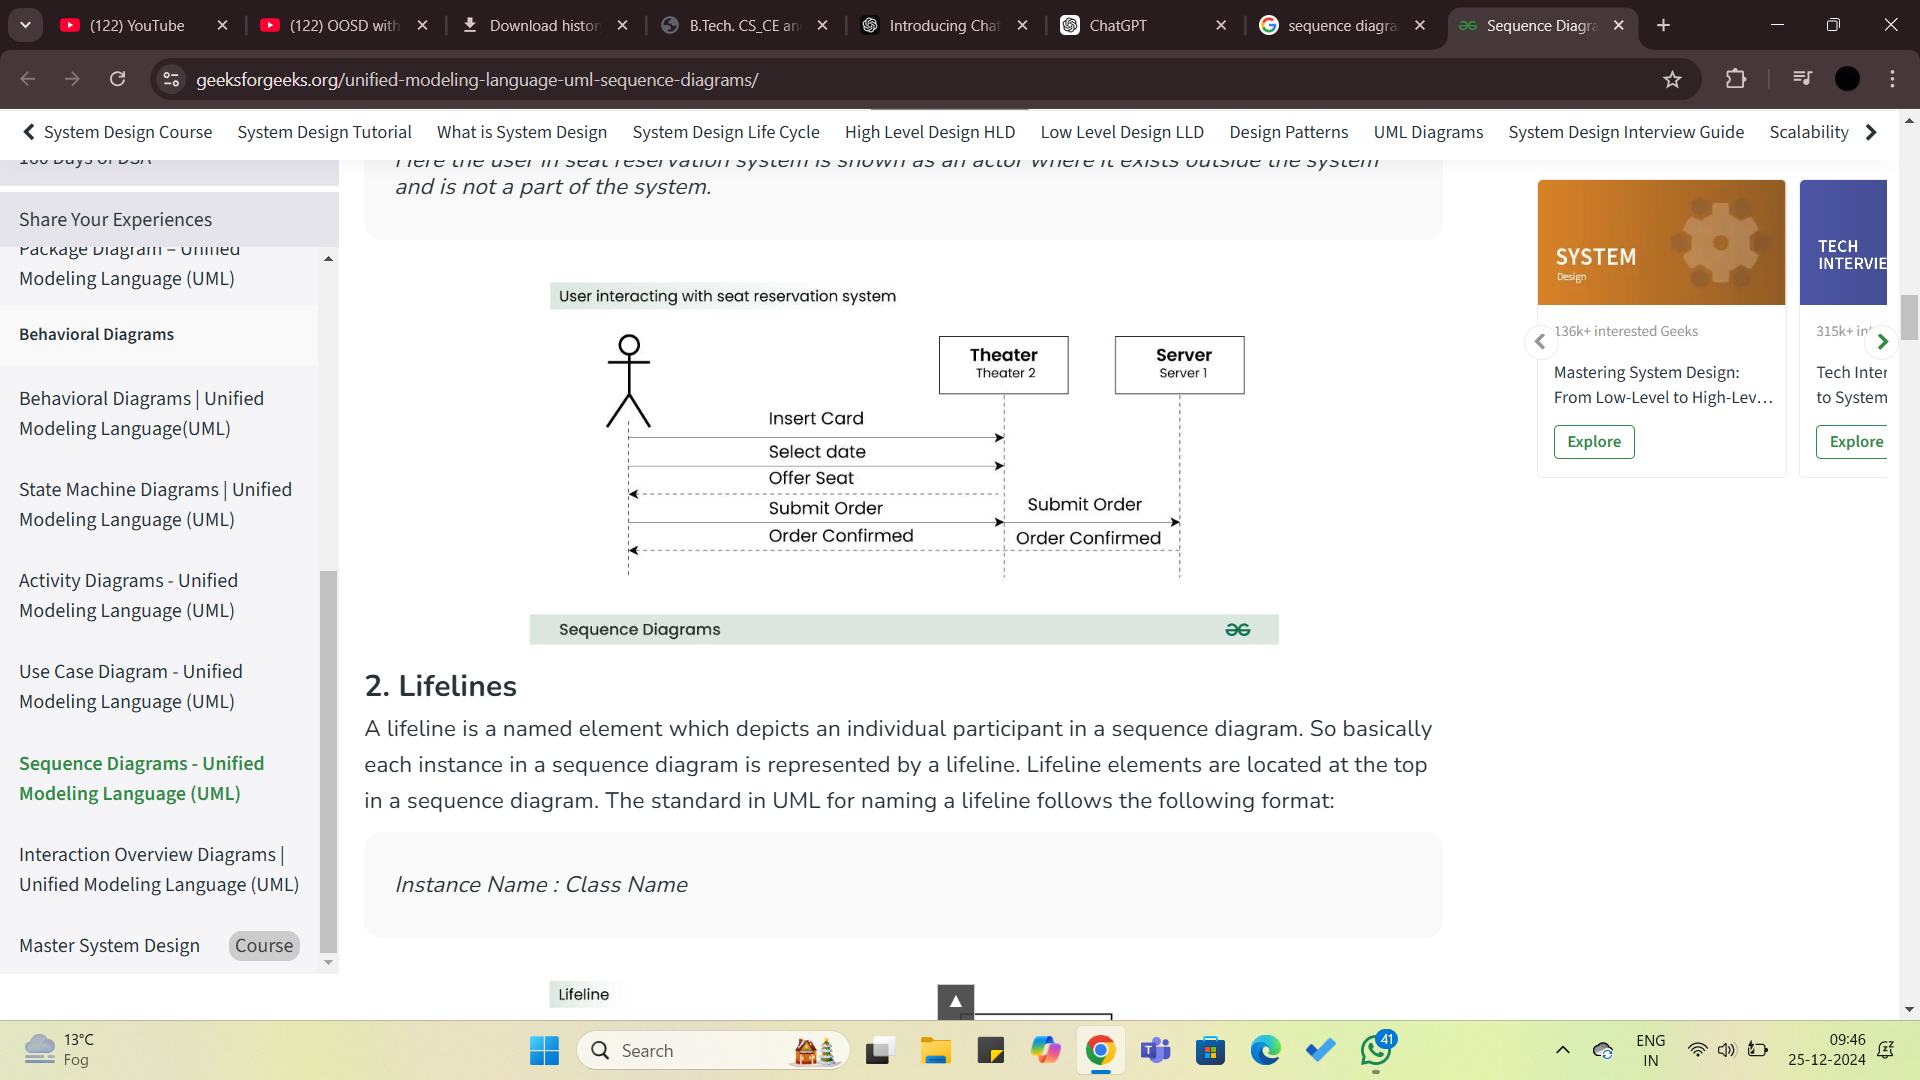 (122) YouTube
(122) OOSD with
Download histor
B.Tech. CS_CE an
Introducing Chat
ChatGPT
sequence diagra
Sequence Diagra
geeksforgeeks.org/unified-modeling-language-uml-sequence-diagrams/
System Design Course System Design Tutorial What is System Design System Design Life Cycle High Level Design HLD Low Level Design LLD Design Patterns UML Diagrams System Design Interview Guide Scalability
Share Your Experiences
Package Diagram – Unified
Modeling Language (UML)
Behavioral Diagrams
Behavioral Diagrams | Unified
Modeling Language(UML)
State Machine Diagrams | Unified
Modeling Language (UML)
Activity Diagrams - Unified
Modeling Language (UML)
Use Case Diagram - Unified
Modeling Language (UML)
Sequence Diagrams - Unified
Modeling Language (UML)
Interaction Overview Diagrams |
Unified Modeling Language (UML)
Master System Design Course
Here the user in seat reservation system is shown as an actor where it exists outside the system
and is not a part of the system.
User interacting with seat reservation system
Theater
Theater 2
Server
Server 1
Insert Card
Select date
Offer Seat
Submit Order
Submit Order
Order Confirmed
Order Confirmed
Sequence Diagrams
2. Lifelines
A lifeline is a named element which depicts an individual participant in a sequence diagram. So basically
each instance in a sequence diagram is represented by a lifeline. Lifeline elements are located at the top
in a sequence diagram. The standard in UML for naming a lifeline follows the following format:
Instance Name : Class Name
Lifeline
SYSTEM
Design
136k+ interested Geeks
Mastering System Design:
From Low-Level to High-Lev...
Explore
TECH
INTERVIE
315k+ int
Tech Inter
to System
Explore
13°C
Fog
Search
41
ENG
IN
09:46
25-12-2024